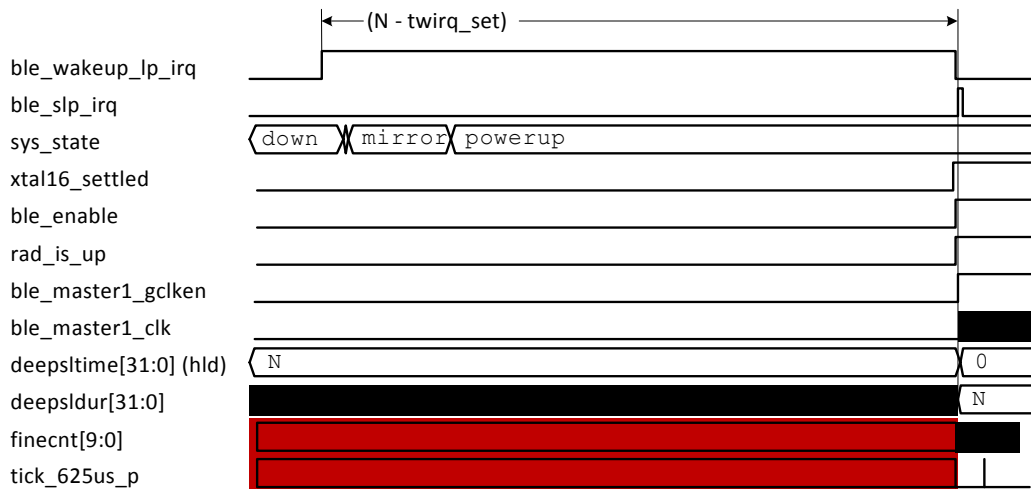 (N - twirq_set)
ble_wakeup_lp_irq
ble_slp_irq
sys_state down mirror powerup
xtal16_settled
ble_enable
rad_is_up
ble_master1_gclken
ble_master1_clk
deepsltime[31:0] (hld) N 0
deepsldur[31:0] N
finecnt[9:0]
tick_625us_p